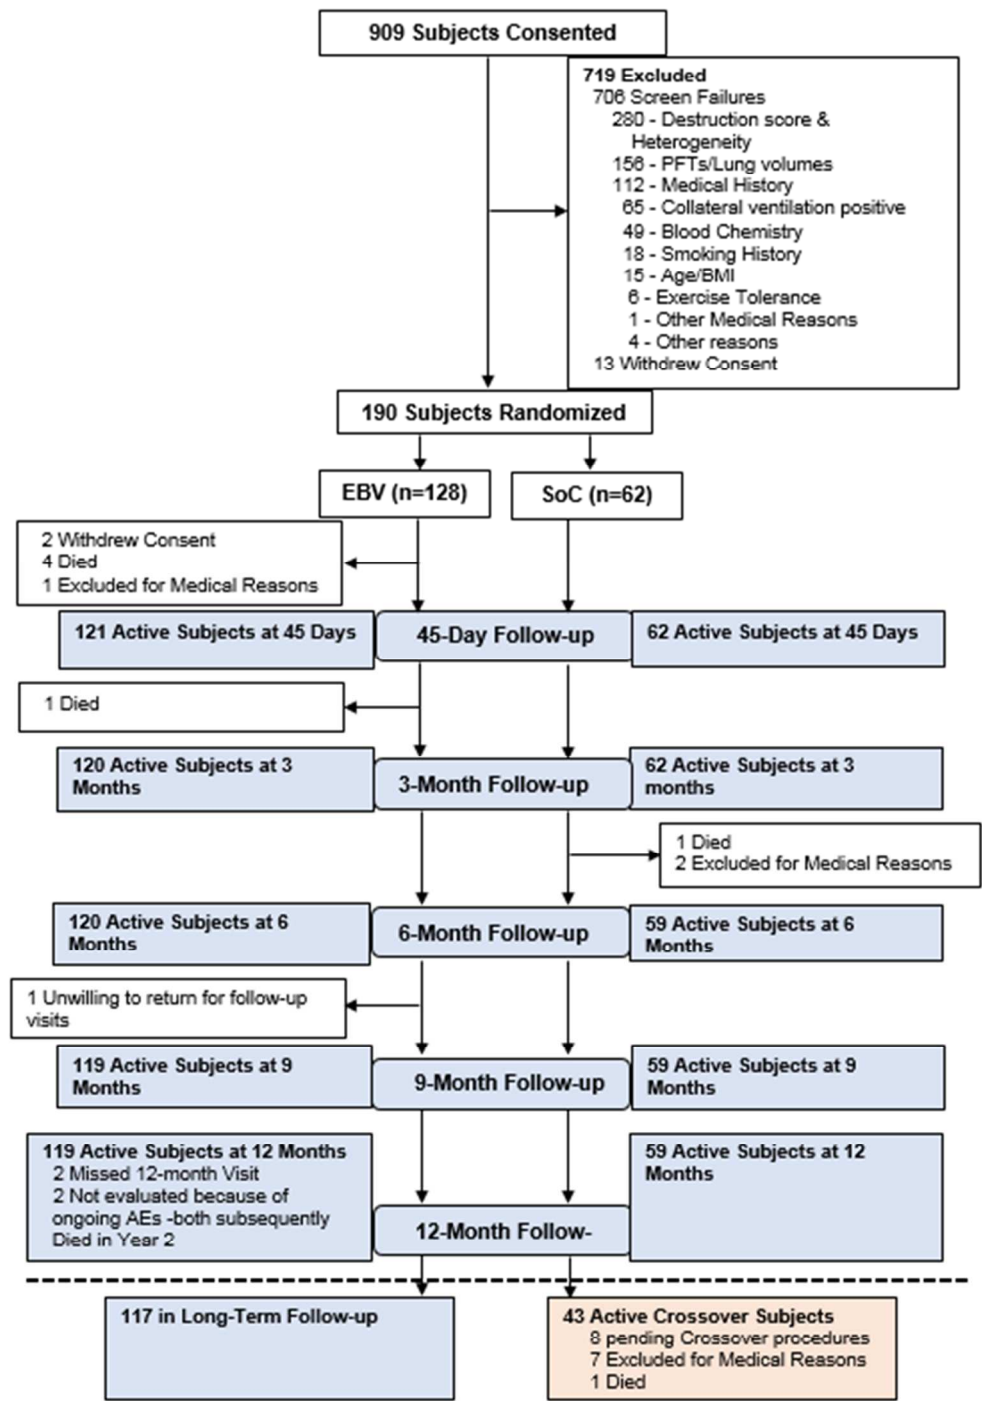 909 Subjects Consented
719 Excluded
706 Screen Failures
280 - Destruction score &
Heterogeneity
156 - PFTs/Lung volumes
112 - Medical History
65 - Collateral ventilation positive
49 - Blood Chemistry
18 - Smoking History
15 - Age/BMI
6 - Exercise Tolerance
1 - Other Medical Reasons
4 - Other reasons
13 Withdrew Consent
190 Subjects Randomized
EBV (n=128)
SoC (n=62)
2 Withdrew Consent
4 Died
1 Excluded for Medical Reasons
121 Active Subjects at 45 Days
45-Day Follow-up
62 Active Subjects at 45 Days
1 Died
120 Active Subjects at 3
Months
3-Month Follow-up
62 Active Subjects at 3
months
1 Died
2 Excluded for Medical Reasons
120 Active Subjects at 6
Months
6-Month Follow-up
59 Active Subjects at 6
Months
1 Unwilling to return for follow-up
visits
119 Active Subjects at 9
Months
9-Month Follow-up
59 Active Subjects at 9
Months
119 Active Subjects at 12 Months
2 Missed 12-month Visit
2 Not evaluated because of
ongoing AEs -both subsequently
Died in Year 2
12-Month Follow-
59 Active Subjects at 12
Months
117 in Long-Term Follow-up
43 Active Crossover Subjects
8 pending Crossover procedures
7 Excluded for Medical Reasons
1 Died